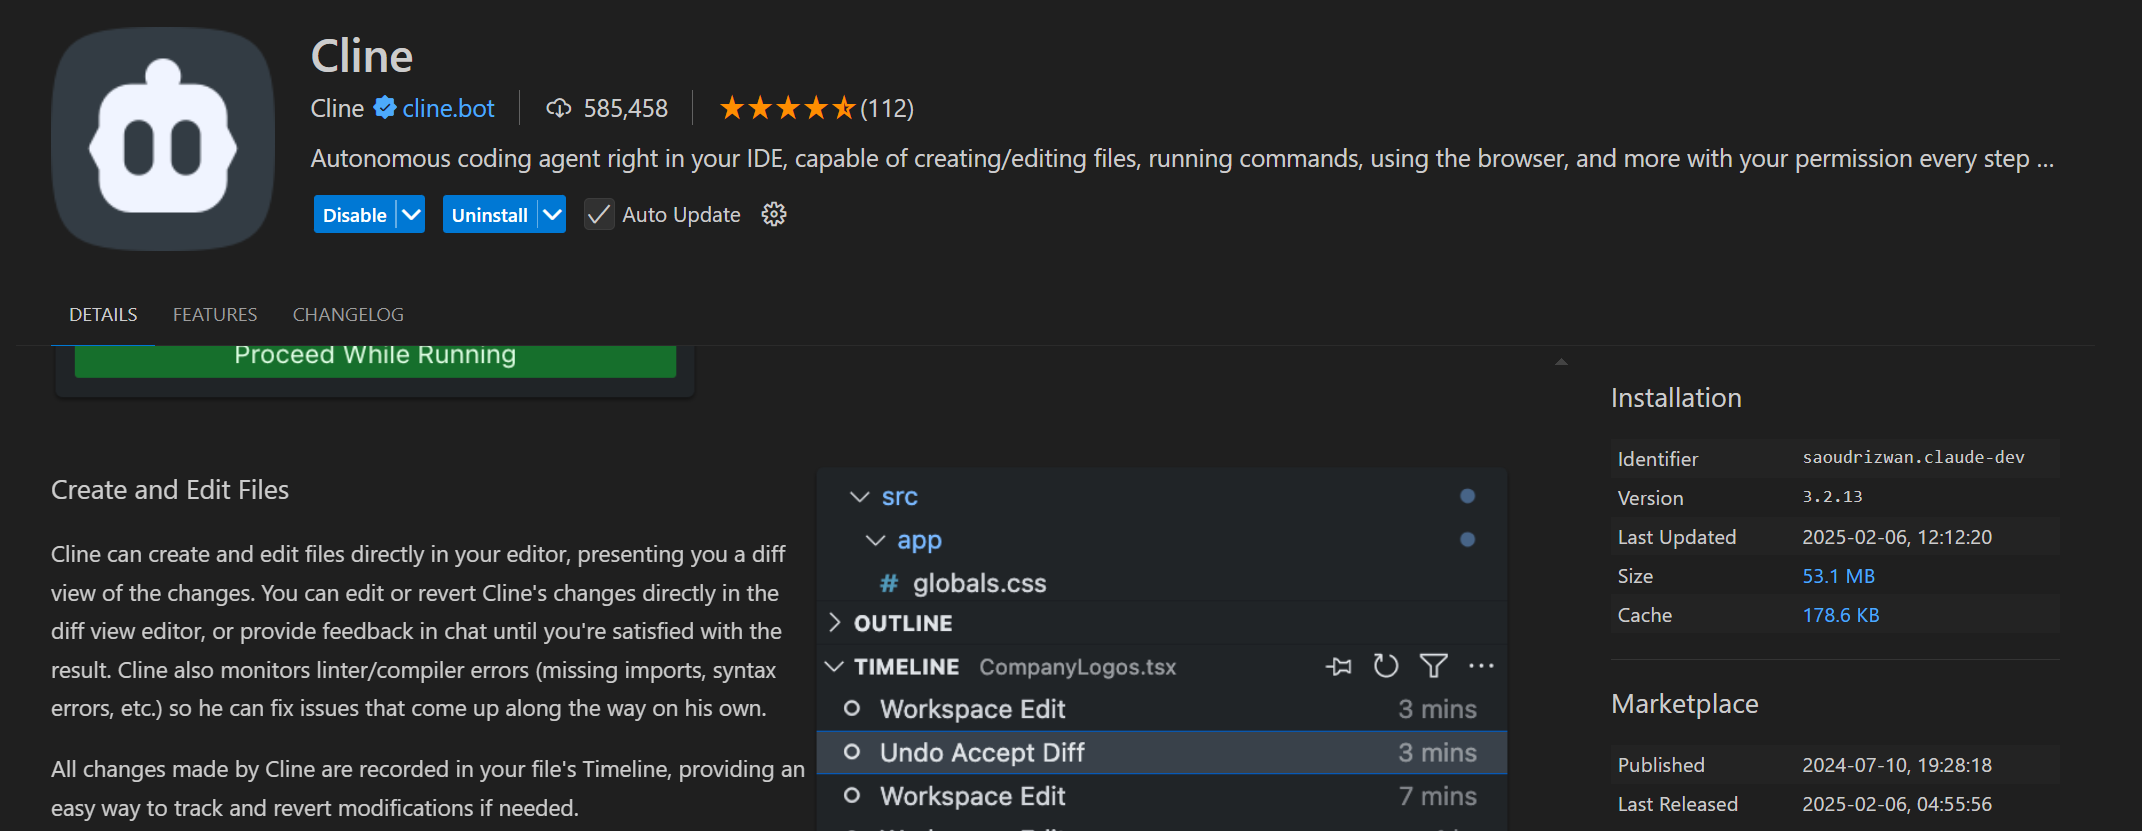 Cline
Cline cline.bot 585,458 (112)
Autonomous coding agent right in your IDE, capable of creating/editing files, running commands, using the browser, and more with your permission every step ...
Disable Uninstall Auto Update
DETAILS FEATURES CHANGELOG
Proceed While Running
Create and Edit Files
Cline can create and edit files directly in your editor, presenting you a diff
view of the changes. You can edit or revert Cline's changes directly in the
diff view editor, or provide feedback in chat until you're satisfied with the
result. Cline also monitors linter/compiler errors (missing imports, syntax
errors, etc.) so he can fix issues that come up along the way on his own.
All changes made by Cline are recorded in your file's Timeline, providing an
easy way to track and revert modifications if needed.
src
app
# globals.css
OUTLINE
TIMELINE CompanyLogos.tsx
Workspace Edit 3 mins
Undo Accept Diff 3 mins
Workspace Edit 7 mins
Installation
Identifier saoudrizwan.claude-dev
Version 3.2.13
Last Updated 2025-02-06, 12:12:20
Size 53.1 MB
Cache 178.6 KB
Marketplace
Published 2024-07-10, 19:28:18
Last Released 2025-02-06, 04:55:56